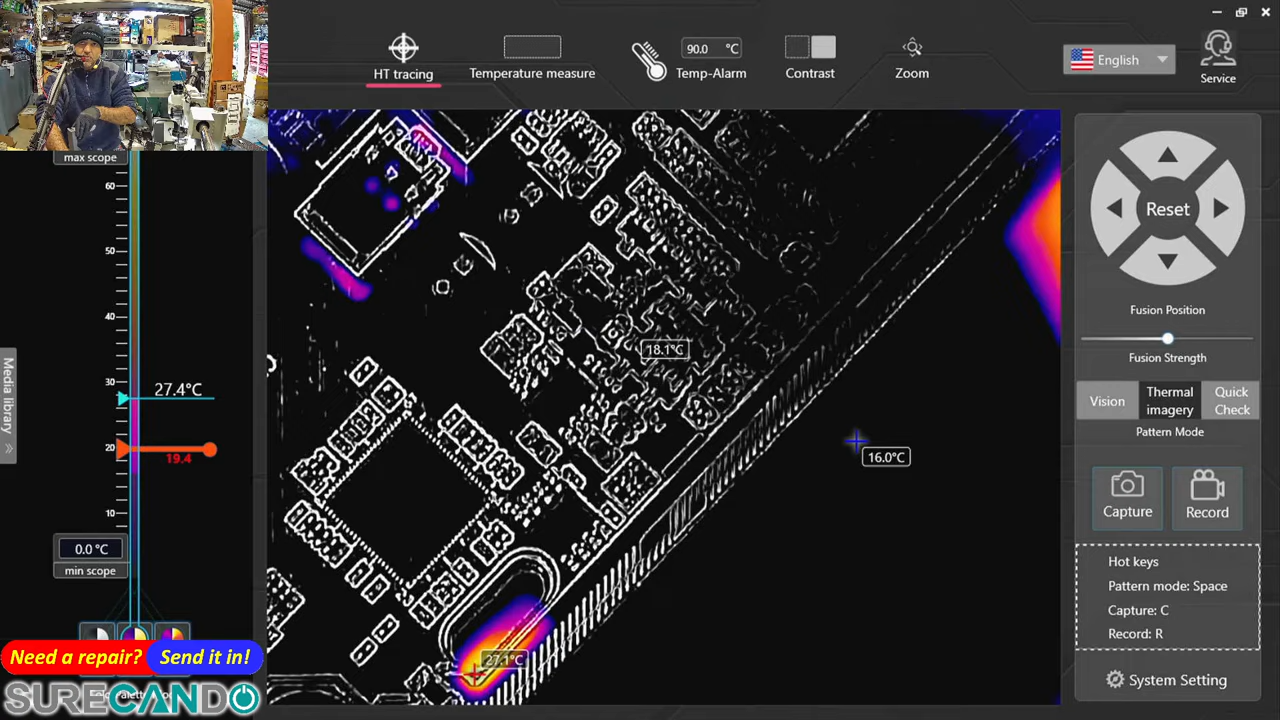 HT tracing
Temperature measure
90.0 °C
Temp-Alarm
Contrast
Zoom
English
Service
max scope
60
50
40
30
27.4°C
20
19.4
10
0.0 °C
min scope
Media library
18.1°C
16.0°C
27.1°C
Reset
Fusion Position
Fusion Strength
Vision
Thermal imagery
Quick Check
Pattern Mode
Capture
Record
Hot keys
Pattern mode: Space
Capture: C
Record: R
System Setting
Need a repair? Send it in!
SURECANDO